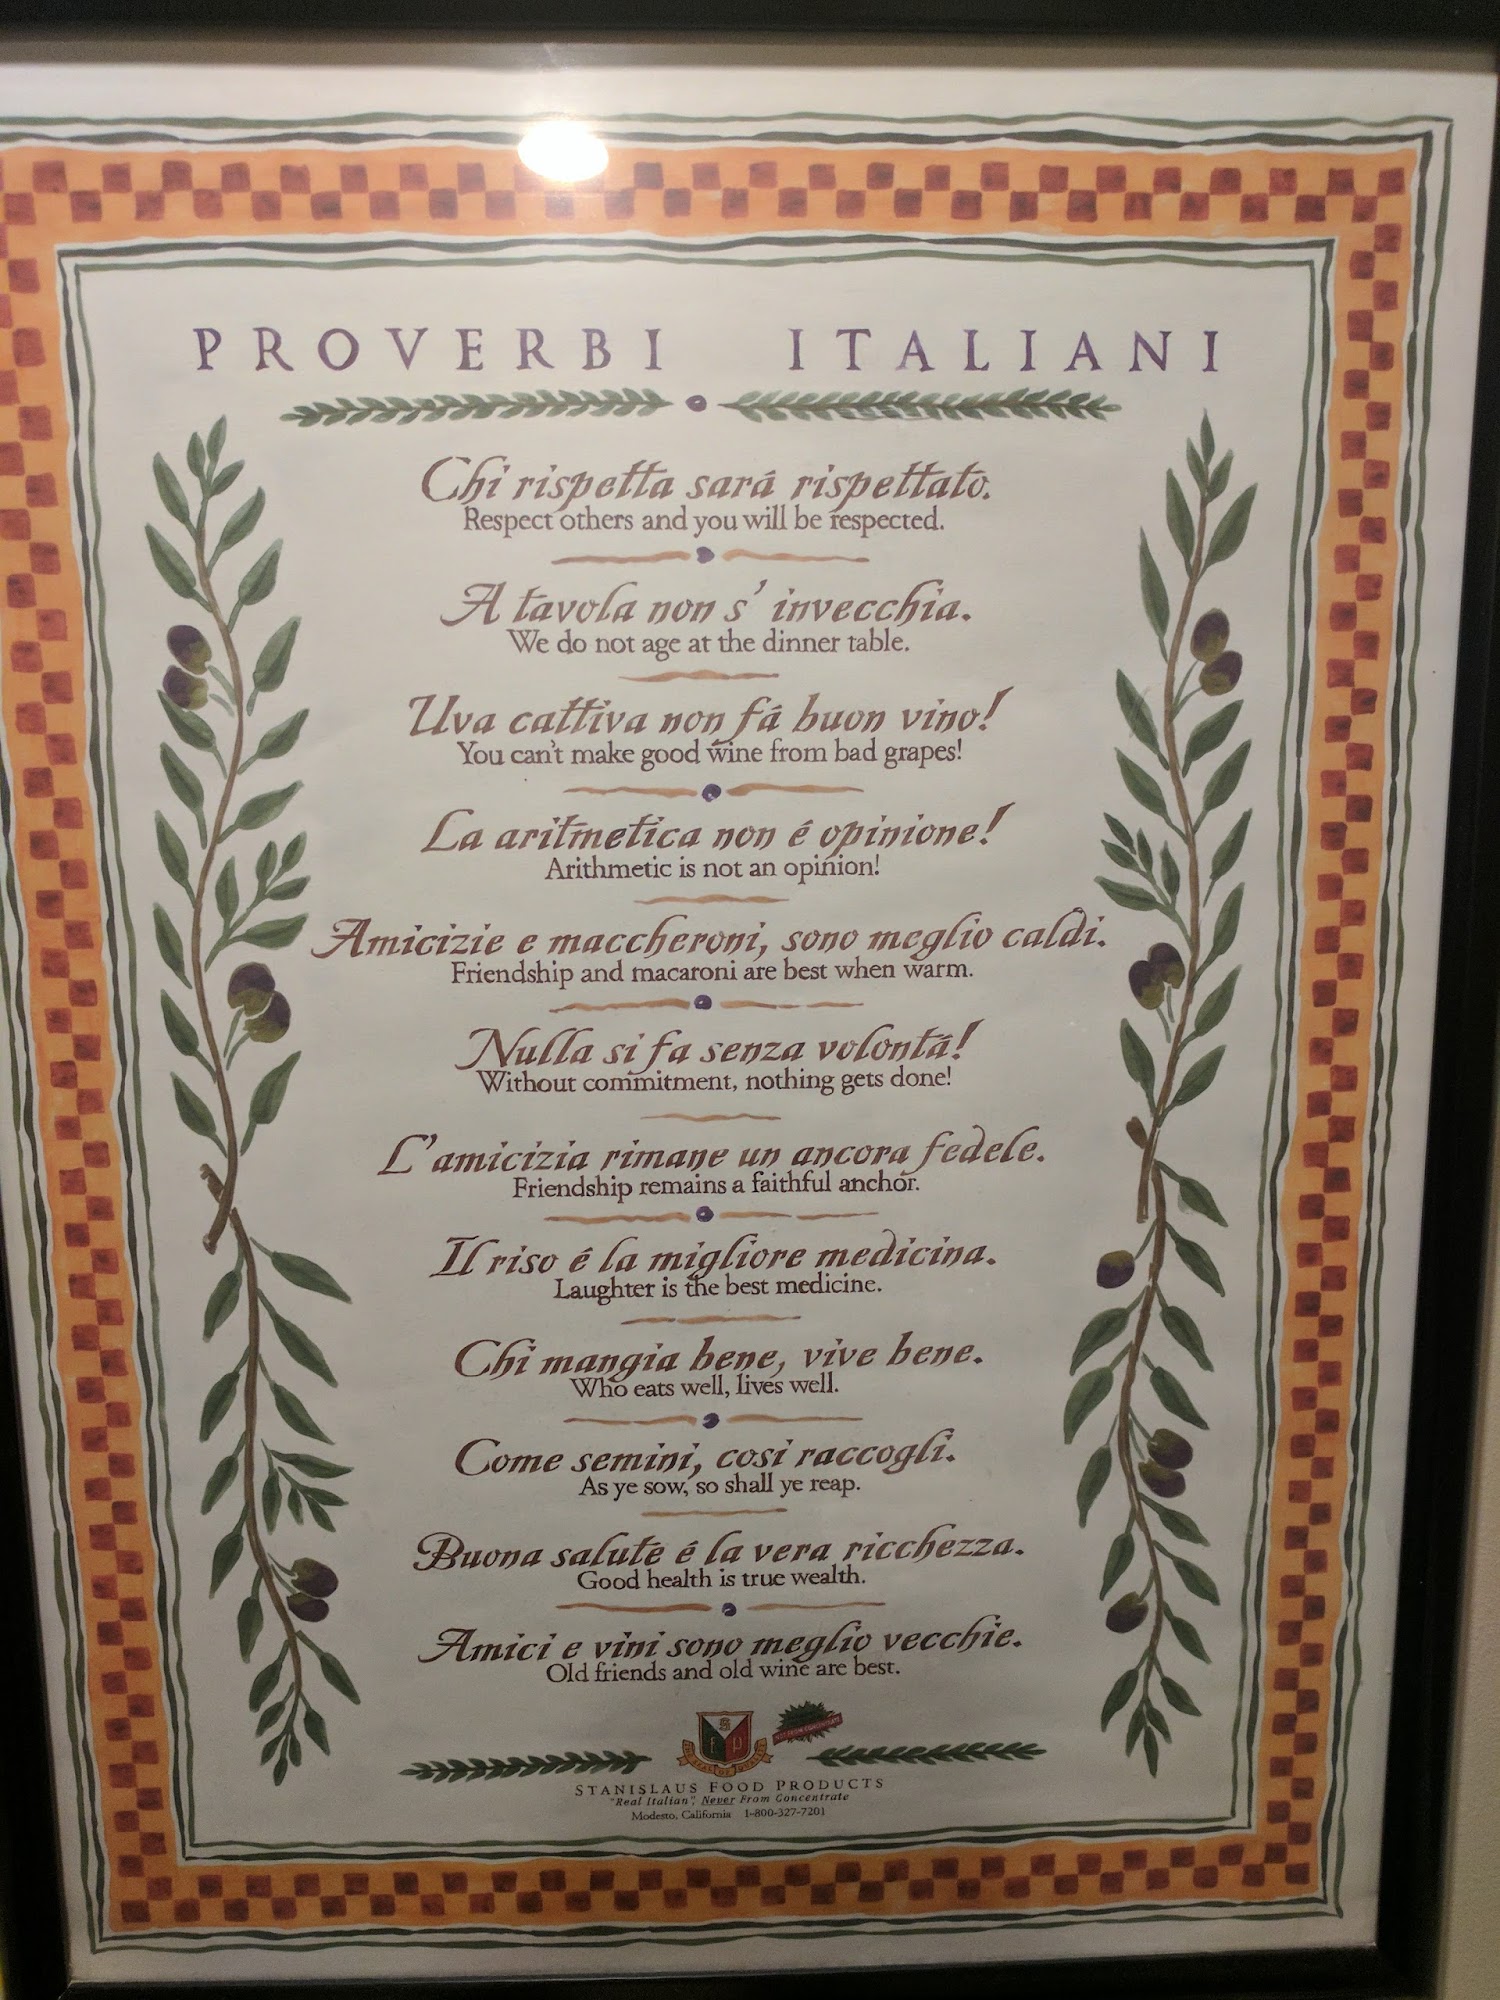 PROVERBI ITALIANI
Chi rispetta sará rispettato.
Respect others and you will be respected.
A tavola non s' invecchia.
We do not age at the dinner table.
Uva cattiva non fá buon vino!
You can't make good wine from bad grapes!
La aritmetica non é opinione!
Arithmetic is not an opinion!
Amicizie e maccheroni, sono meglio caldi.
Friendship and macaroni are best when warm.
Nulla si fa senza volontá!
Without commitment, nothing gets done!
L'amicizia rimane un ancora fedele.
Friendship remains a faithful anchor.
Il riso é la migliore medicina.
Laughter is the best medicine.
Chi mangia bene, vive bene.
Who eats well, lives well.
Come semini, cosi raccogli.
As ye sow, so shall ye reap.
Buona saluté é la vera ricchezza.
Good health is true wealth.
Amici e vini sono meglio vecchie.
Old friends and old wine are best.
S
F P
NOT FROM CONCENTRATE
STANISLAUS FOOD PRODUCTS
"Real Italian", Never From Concentrate
Modesto, California 1-800-327-7201